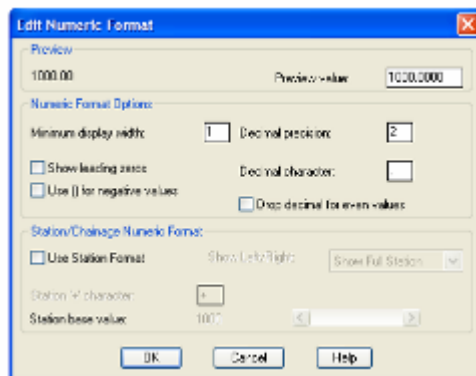 Edit Numeric Format
Preview
1000.00 Preview value: 1000.0000
Numeric Format Options
Minimum display width: 1 Decimal precision: 2
Show leading zeros Decimal character: .
Use () for negative values
Drop decimal for even values
Station/Chainage Numeric Format
Use Station Format Show Left/Right: Show Full Station
Station '+' character: +
Station base value: 1000
OK Cancel Help